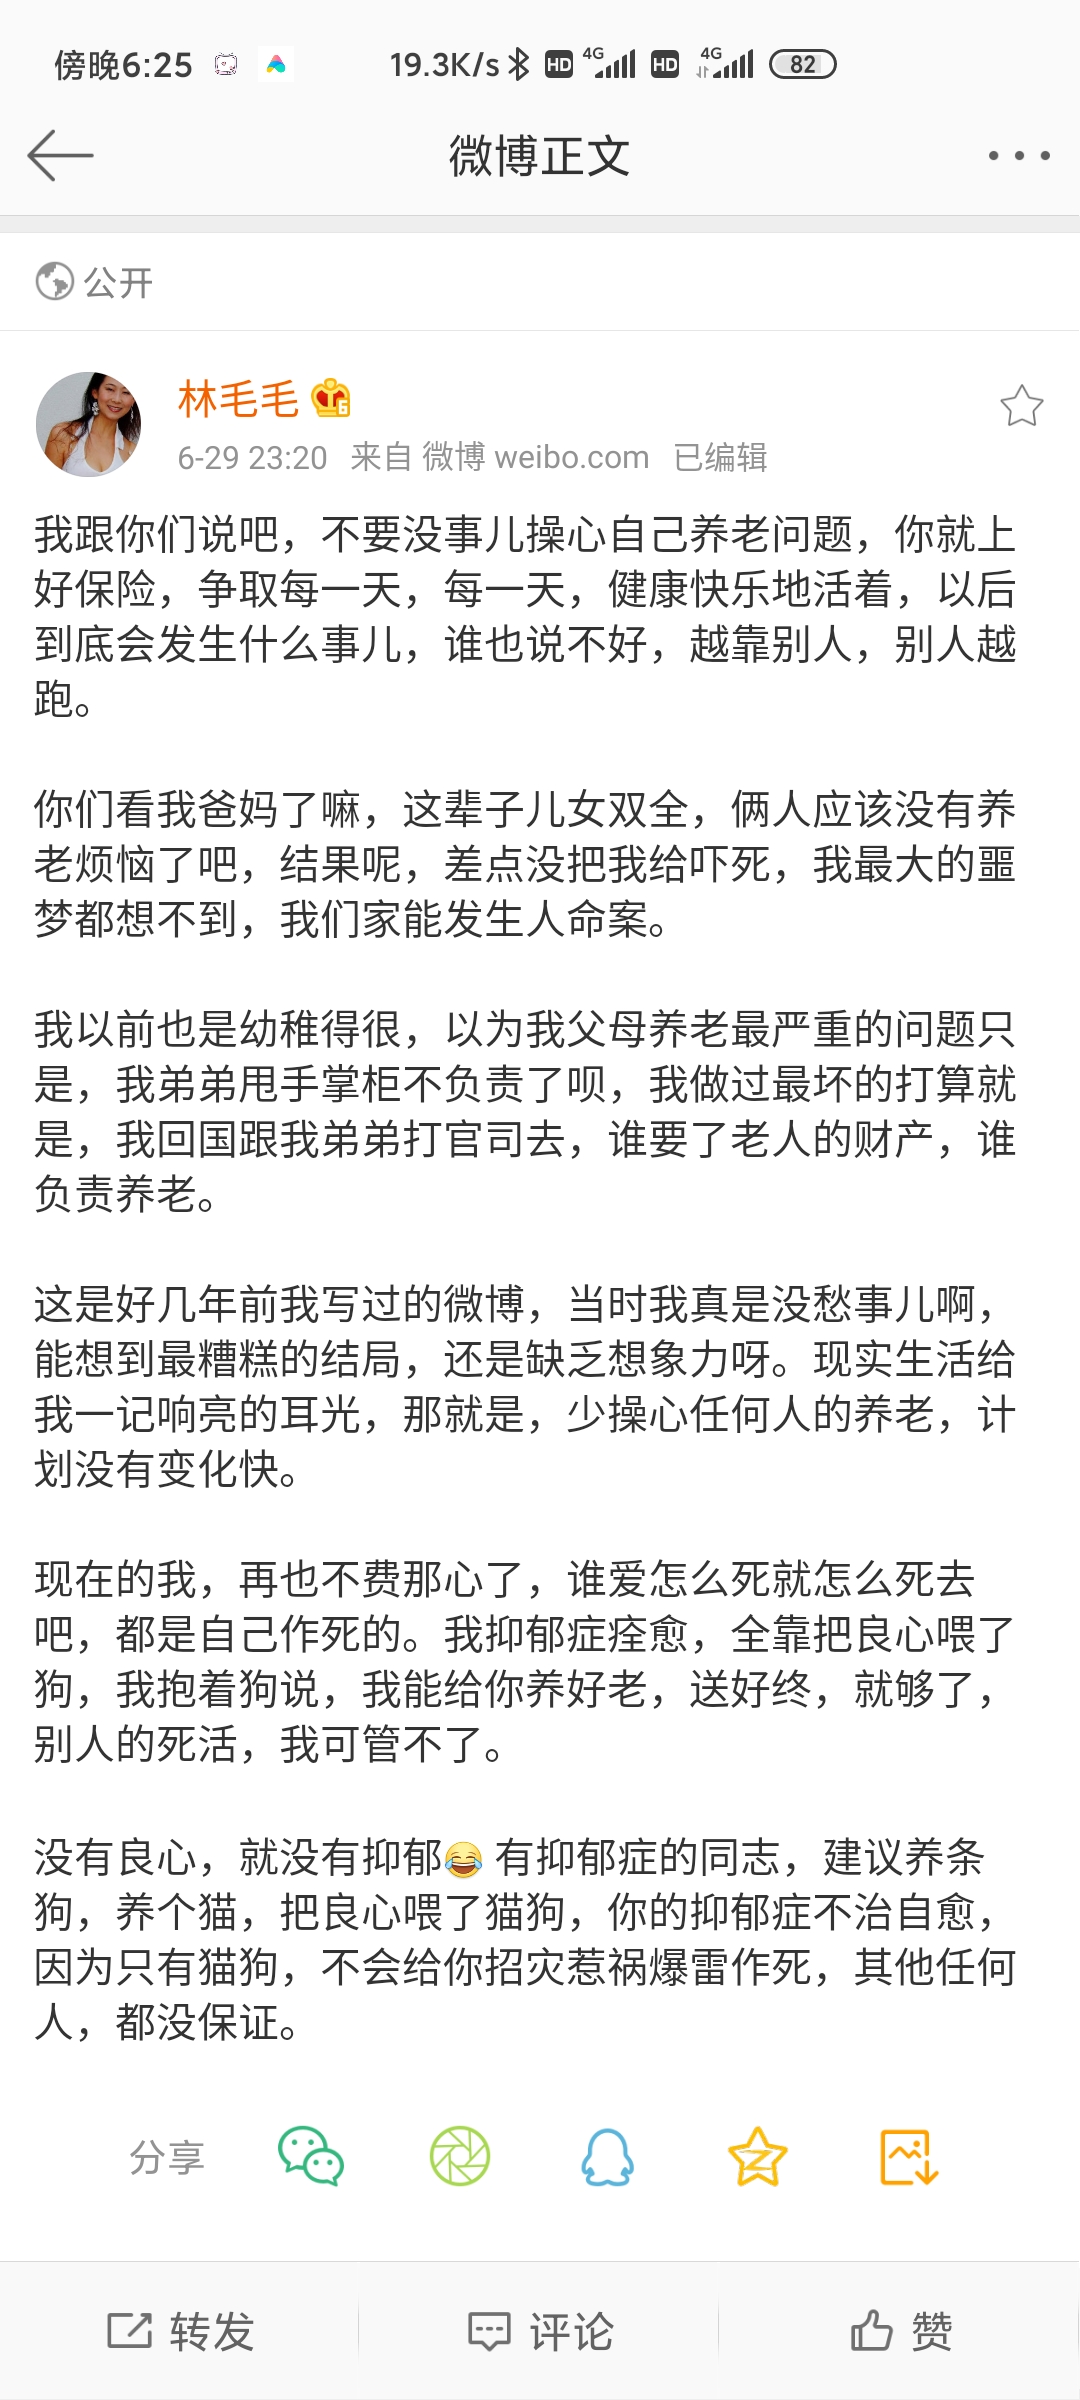 傍晚6:25 19.3K/s HD 4G HD 4G 82
微博正文
公开
林毛毛 6
6-29 23:20 来自 微博 weibo.com 已编辑
我跟你们说吧，不要没事儿操心自己养老问题，你就上
好保险，争取每一天，每一天，健康快乐地活着，以后
到底会发生什么事儿，谁也说不好，越靠别人，别人越
跑。
你们看我爸妈了嘛，这辈子儿女双全，俩人应该没有养
老烦恼了吧，结果呢，差点没把我给吓死，我最大的噩
梦都想不到，我们家能发生人命案。
我以前也是幼稚得很，以为我父母养老最严重的问题只
是，我弟弟甩手掌柜不负责了呗，我做过最坏的打算就
是，我回国跟我弟弟打官司去，谁要了老人的财产，谁
负责养老。
这是好几年前我写过的微博，当时我真是没愁事儿啊，
能想到最糟糕的结局，还是缺乏想象力呀。现实生活给
我一记响亮的耳光，那就是，少操心任何人的养老，计
划没有变化快。
现在的我，再也不费那心了，谁爱怎么死就怎么死去
吧，都是自己作死的。我抑郁症痊愈，全靠把良心喂了
狗，我抱着狗说，我能给你养好老，送好终，就够了，
别人的死活，我可管不了。
没有良心，就没有抑郁😂 有抑郁症的同志，建议养条
狗，养个猫，把良心喂了猫狗，你的抑郁症不治自愈，
因为只有猫狗，不会给你招灾惹祸爆雷作死，其他任何
人，都没保证。
分享
转发 评论 赞